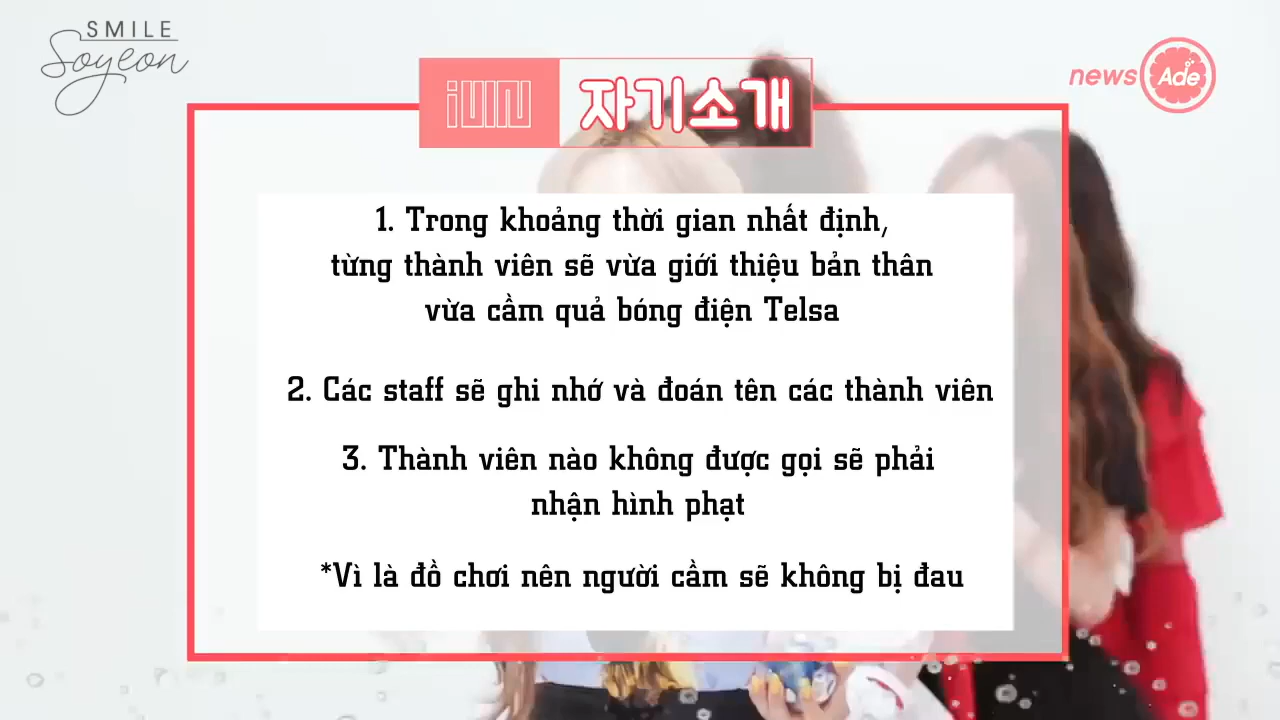 SMILE
Soyeon
news Ade
자기소개
1. Trong khoảng thời gian nhất định,
từng thành viên sẽ vừa giới thiệu bản thân
vừa cầm quả bóng điện Telsa
2. Các staff sẽ ghi nhớ và đoán tên các thành viên
3. Thành viên nào không được gọi sẽ phải
nhận hình phạt
*Vì là đồ chơi nên người cầm sẽ không bị đau